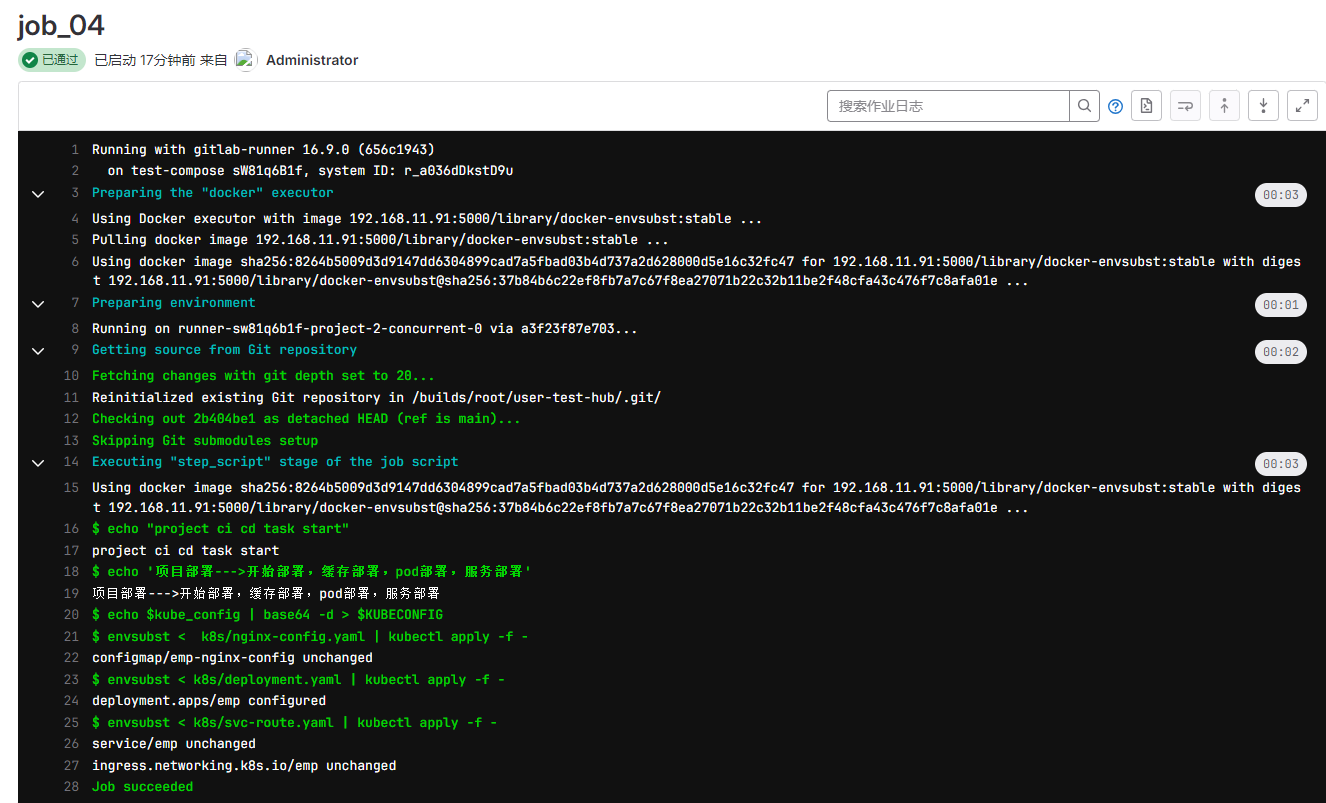 job_04
已通过 已启动 17分钟前 来自 Administrator
搜索作业日志
1 Running with gitlab-runner 16.9.0 (656c1943)
2 on test-compose sW81q6B1f, system ID: r_a036dDkstD9u
3 Preparing the "docker" executor 00:03
4 Using Docker executor with image 192.168.11.91:5000/library/docker-envsubst:stable ...
5 Pulling docker image 192.168.11.91:5000/library/docker-envsubst:stable ...
6 Using docker image sha256:8264b5009d3d9147dd6304899cad7a5fbad03b4d737a2d628000d5e16c32fc47 for 192.168.11.91:5000/library/docker-envsubst:stable with diges
t 192.168.11.91:5000/library/docker-envsubst@sha256:37b84b6c22ef8fb7a7c67f8ea27071b22c32b11be2f48cfa43c476f7c8afa01e ...
7 Preparing environment 00:01
8 Running on runner-sw81q6b1f-project-2-concurrent-0 via a3f23f87e703...
9 Getting source from Git repository 00:02
10 Fetching changes with git depth set to 20...
11 Reinitialized existing Git repository in /builds/root/user-test-hub/.git/
12 Checking out 2b404be1 as detached HEAD (ref is main)...
13 Skipping Git submodules setup
14 Executing "step_script" stage of the job script 00:03
15 Using docker image sha256:8264b5009d3d9147dd6304899cad7a5fbad03b4d737a2d628000d5e16c32fc47 for 192.168.11.91:5000/library/docker-envsubst:stable with diges
t 192.168.11.91:5000/library/docker-envsubst@sha256:37b84b6c22ef8fb7a7c67f8ea27071b22c32b11be2f48cfa43c476f7c8afa01e ...
16 $ echo "project ci cd task start"
17 project ci cd task start
18 $ echo '项目部署--->开始部署，缓存部署，pod部署，服务部署'
19 项目部署--->开始部署，缓存部署，pod部署，服务部署
20 $ echo $kube_config | base64 -d > $KUBECONFIG
21 $ envsubst <  k8s/nginx-config.yaml | kubectl apply -f -
22 configmap/emp-nginx-config unchanged
23 $ envsubst < k8s/deployment.yaml | kubectl apply -f -
24 deployment.apps/emp configured
25 $ envsubst < k8s/svc-route.yaml | kubectl apply -f -
26 service/emp unchanged
27 ingress.networking.k8s.io/emp unchanged
28 Job succeeded